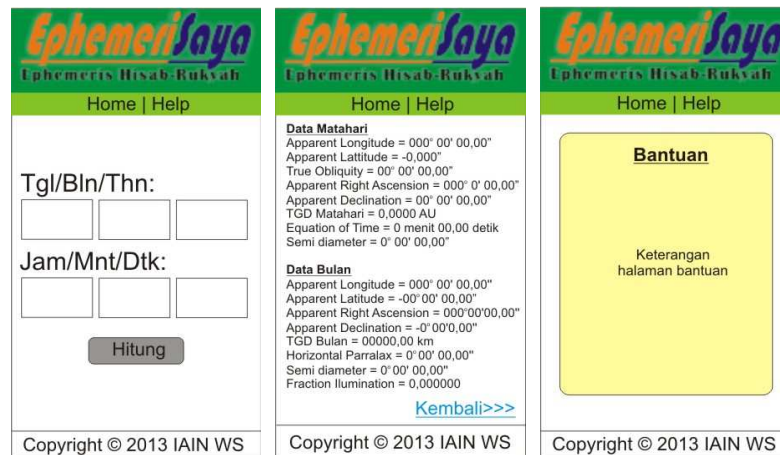 EphemeriSaya
Ephemeris Hisab-Rukyah
Home | Help
Tgl/Bln/Thn:
Jam/Mnt/Dtk:
Hitung
Copyright © 2013 IAIN WS
EphemeriSaya
Ephemeris Hisab-Rukyah
Home | Help
Data Matahari
Apparent Longitude = 000° 00' 00,00"
Apparent Lattitude = -0,000"
True Obliquity = 00° 00' 00,00"
Apparent Right Ascension = 000° 0' 00,00"
Apparent Declination = 00° 00' 00,00"
TGD Matahari = 0,0000 AU
Equation of Time = 0 menit 00,00 detik
Semi diameter = 0° 00' 00,00"
Data Bulan
Apparent Longitude = 000° 00' 00,00"
Apparent Latitude = -00° 00' 00,00"
Apparent Right Ascension = 000°00'00,00"
Apparent Declination = -0°00'0,00"
TGD Bulan = 00000,00 km
Horizontal Parralax = 0°00' 00,00"
Semi diameter = 0°00' 00,00"
Fraction Ilumination = 0,000000
Kembali>>>
Copyright © 2013 IAIN WS
EphemeriSaya
Ephemeris Hisab-Rukyah
Home | Help
Bantuan
Keterangan
halaman bantuan
Copyright © 2013 IAIN WS